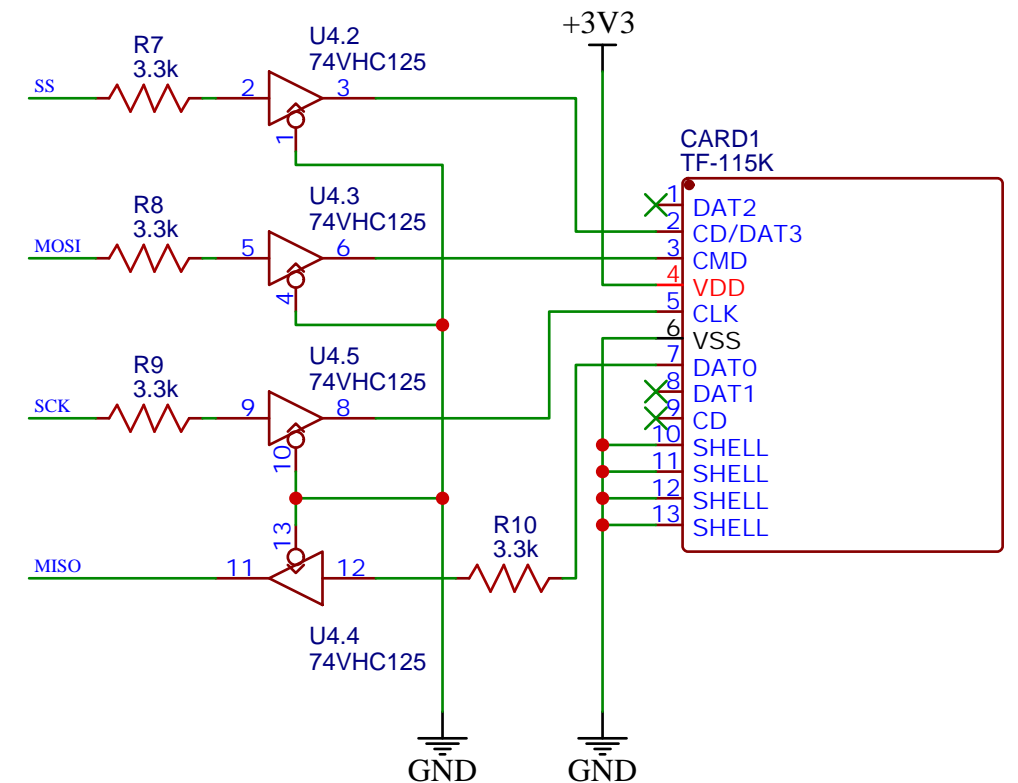 +3V3
SS
R7
3.3k
2
U4.2
74VHC125
3
1
MOSI
R8
3.3k
5
U4.3
74VHC125
6
4
SCK
R9
3.3k
9
U4.5
74VHC125
8
10
MISO
11
13
12
U4.4
74VHC125
R10
3.3k
GND
GND
CARD1
TF-115K
1 DAT2
2 CD/DAT3
3 CMD
4 VDD
5 CLK
6 VSS
7 DAT0
8 DAT1
9 CD
10 SHELL
11 SHELL
12 SHELL
13 SHELL